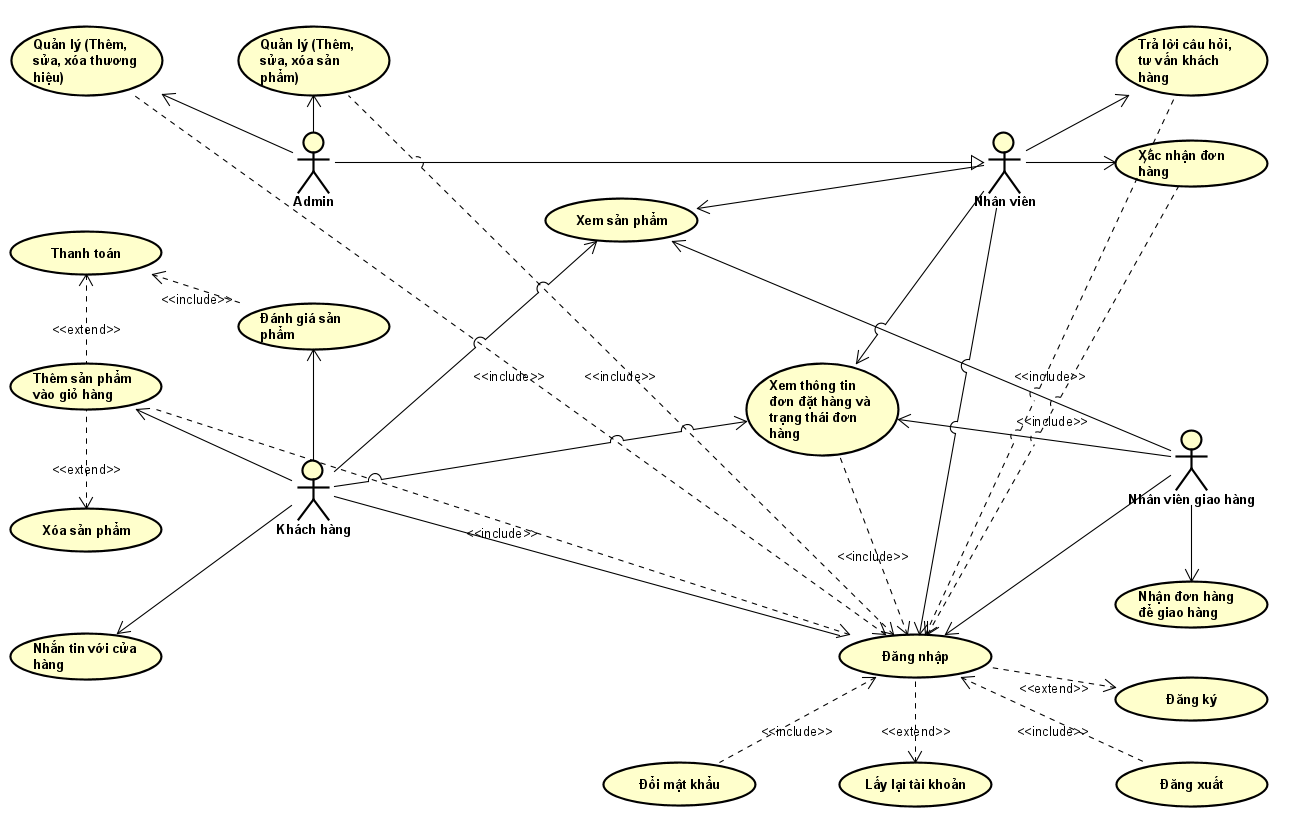 Quản lý (Thêm,
sửa, xóa thương
hiệu)
Quản lý (Thêm,
sửa, xóa sản
phẩm)
Trả lời câu hỏi,
tư vấn khách
hàng
Xác nhận đơn
hàng
Admin
Nhân viên
Xem sản phẩm
Thanh toán
<<include>>
Đánh giá sản
phẩm
<<extend>>
Thêm sản phẩm
vào giỏ hàng
<<include>>
<<include>>
<<include>>
Xem thông tin
đơn đặt hàng và
trạng thái đơn
hàng
<<include>>
<<extend>>
Nhân viên giao hàng
Xóa sản phẩm
Khách hàng
<<include>>
<<include>>
Nhận đơn hàng
để giao hàng
Nhắn tin với cửa
hàng
Đăng nhập
<<extend>>
Đăng ký
<<include>>
<<extend>>
<<include>>
Đổi mật khẩu
Lấy lại tài khoản
Đăng xuất